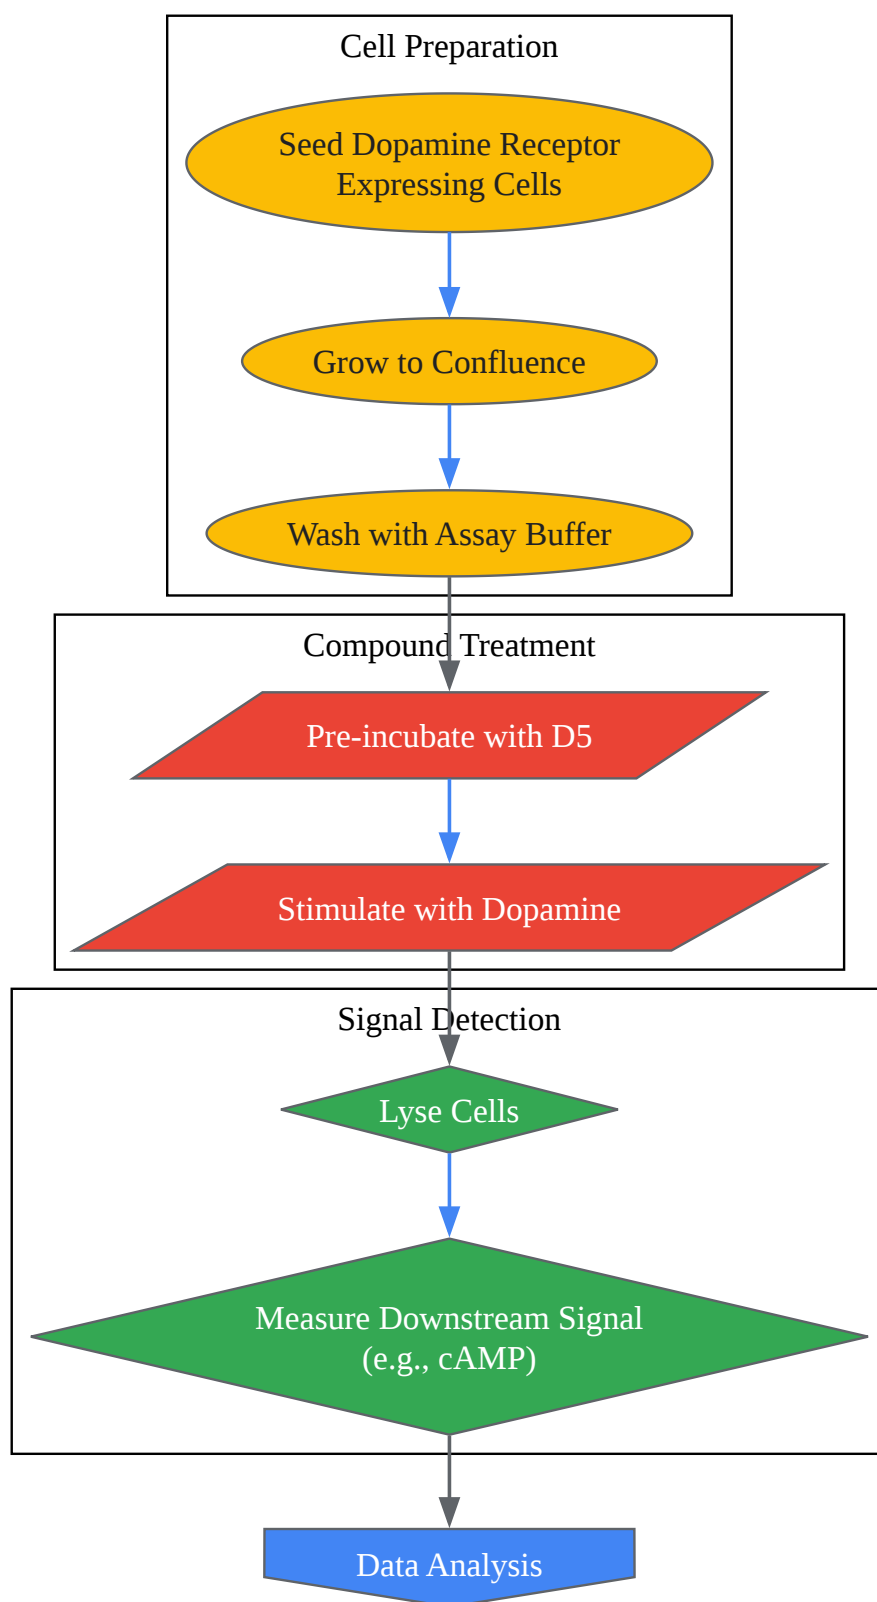 Cell Preparation
Seed Dopamine Receptor
Expressing Cells
Grow to Confluence
Wash with Assay Buffer
Compound Treatment
Pre-incubate with D5
Stimulate with Dopamine
Signal Detection
Lyse Cells
Measure Downstream Signal
(e.g., cAMP)
Data Analysis